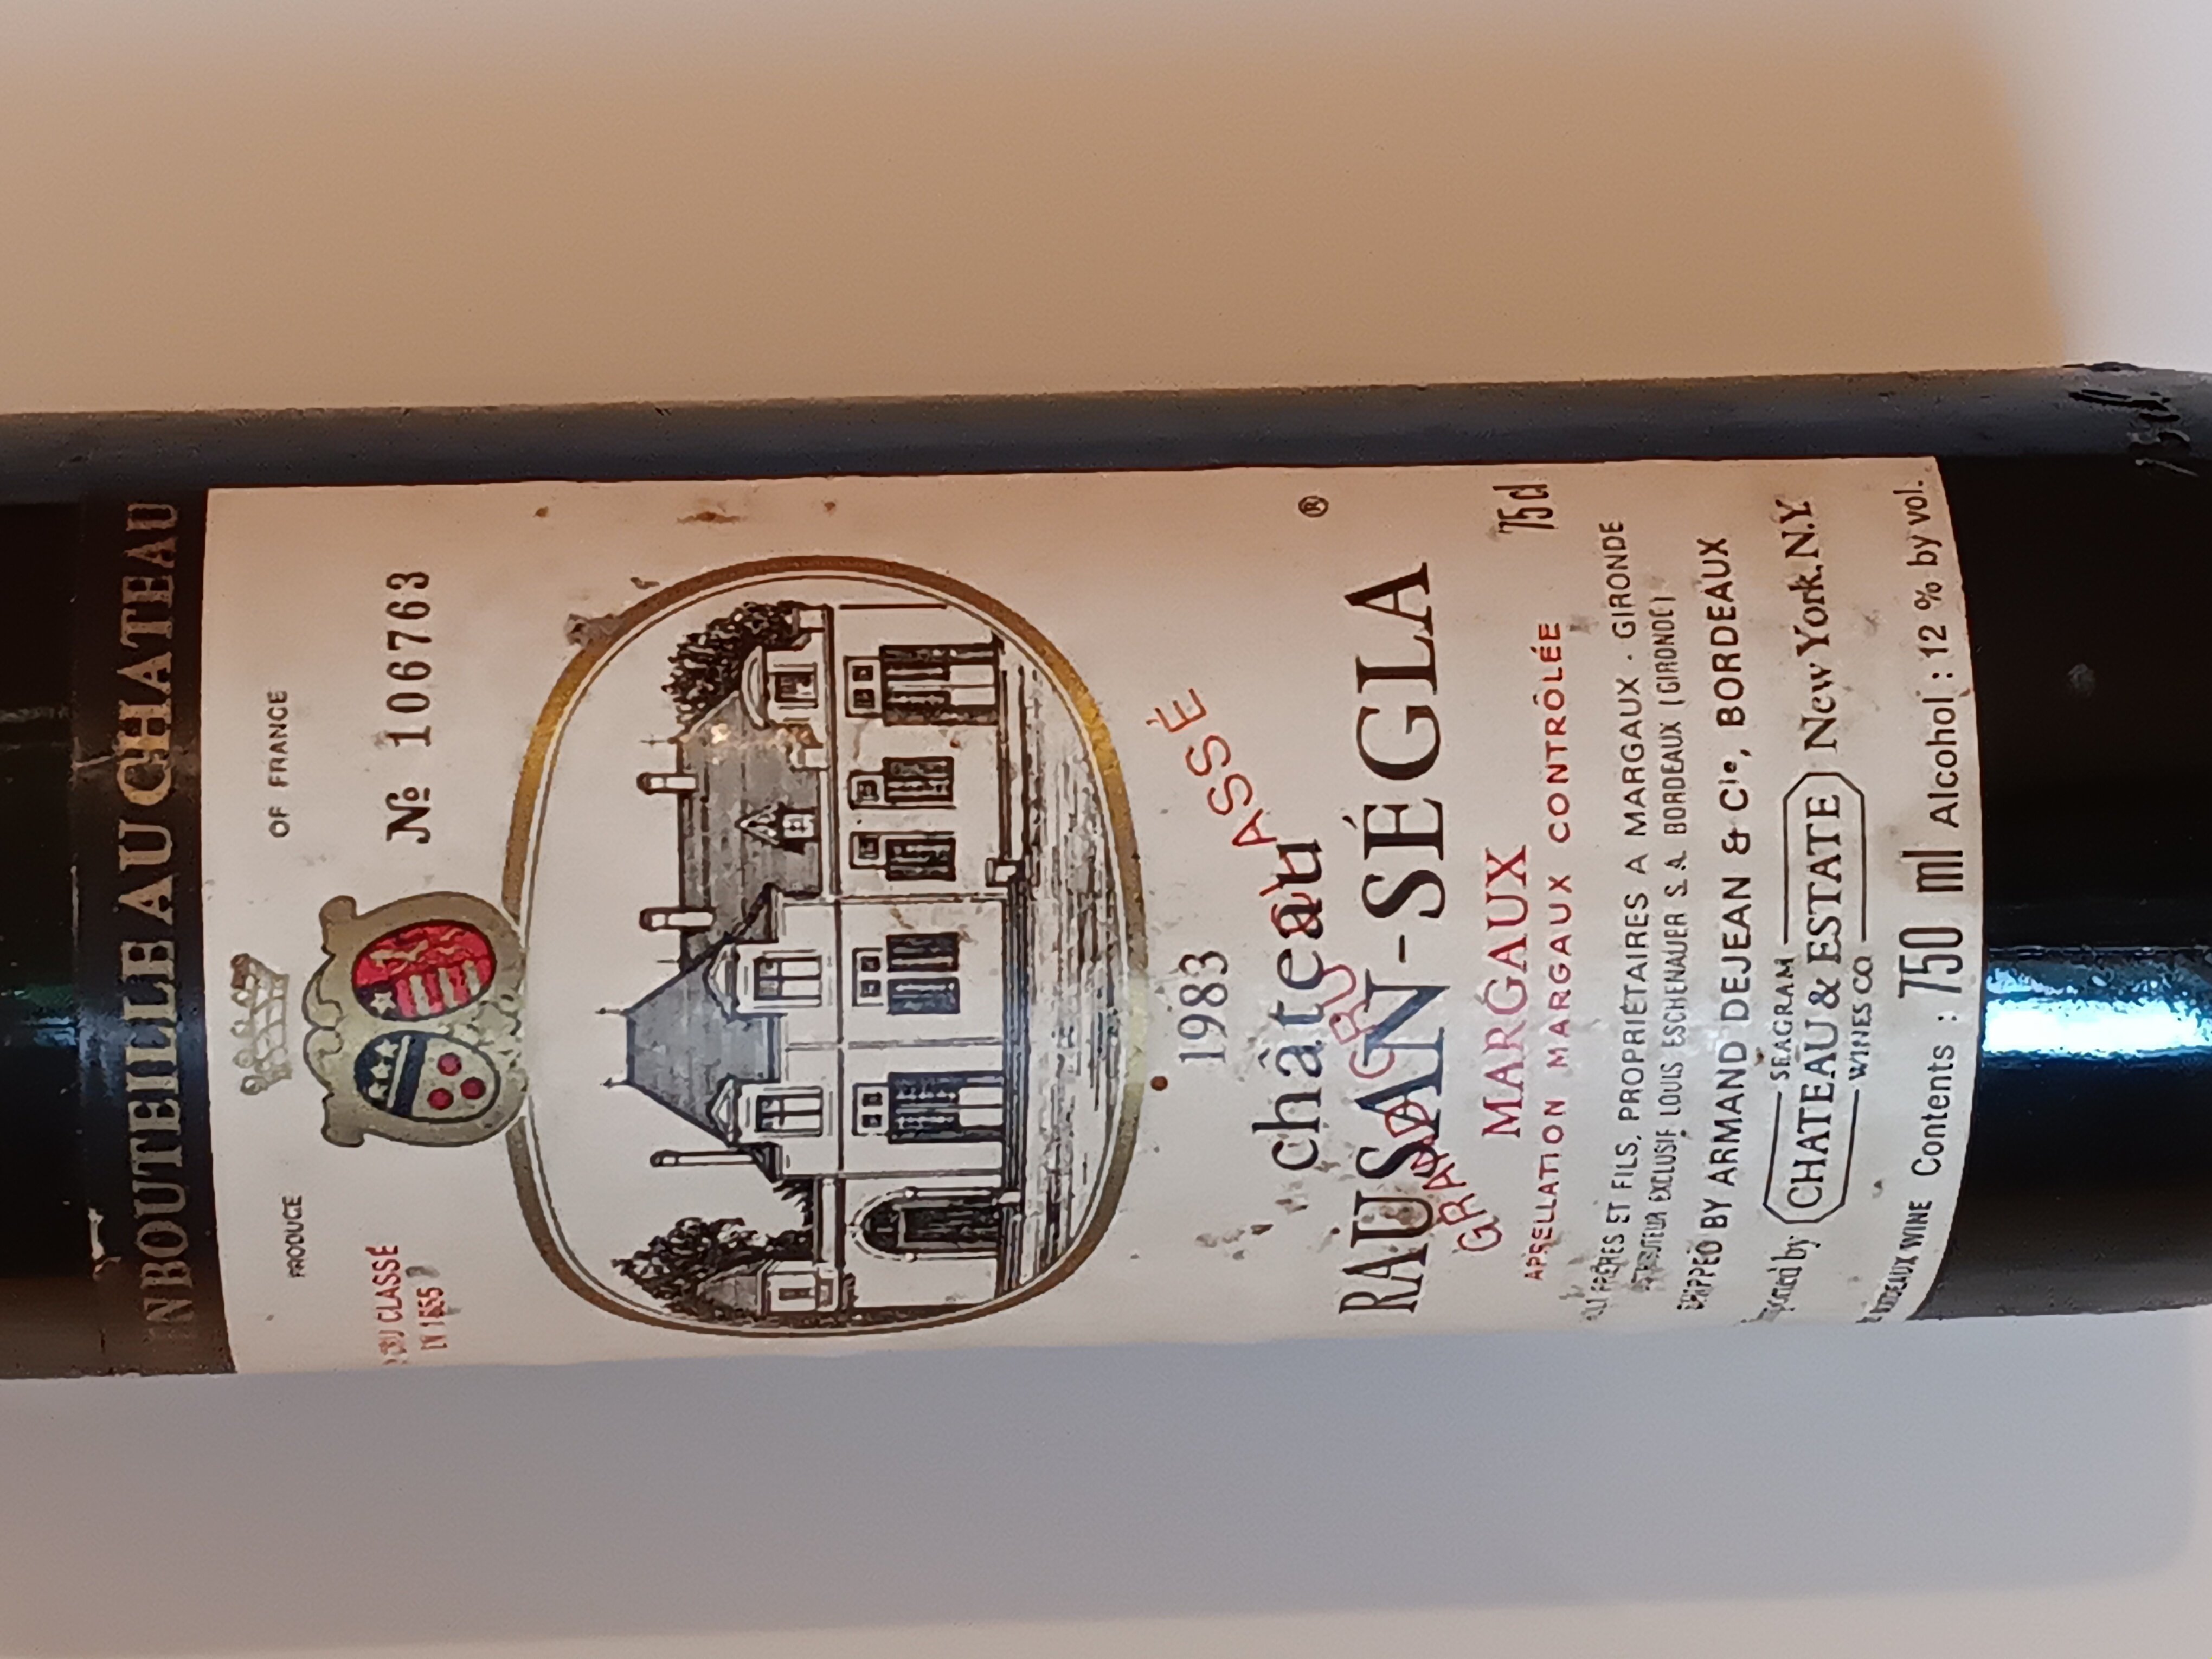 MIS EN BOUTEILLE AU CHATEAU
PRODUCE OF FRANCE
CRU CLASSÉ
EN 1855
№ 106763
1983
GRAND CRU CLASSÉ
château
RAUSAN-SÉGLA ®
MARGAUX
APPELLATION MARGAUX CONTRÔLÉE 75 cl
FRÈRES ET FILS, PROPRIÉTAIRES A MARGAUX - GIRONDE
EXCLUSIF LOUIS ESCHENAUER S.A. BORDEAUX (GIRONDE)
SHIPPED BY ARMAND DEJEAN & Cie, BORDEAUX
by SEAGRAM CHATEAU & ESTATE WINES CO New York, N.Y.
BORDEAUX WINE Contents : 750 ml Alcohol : 12 % by vol.